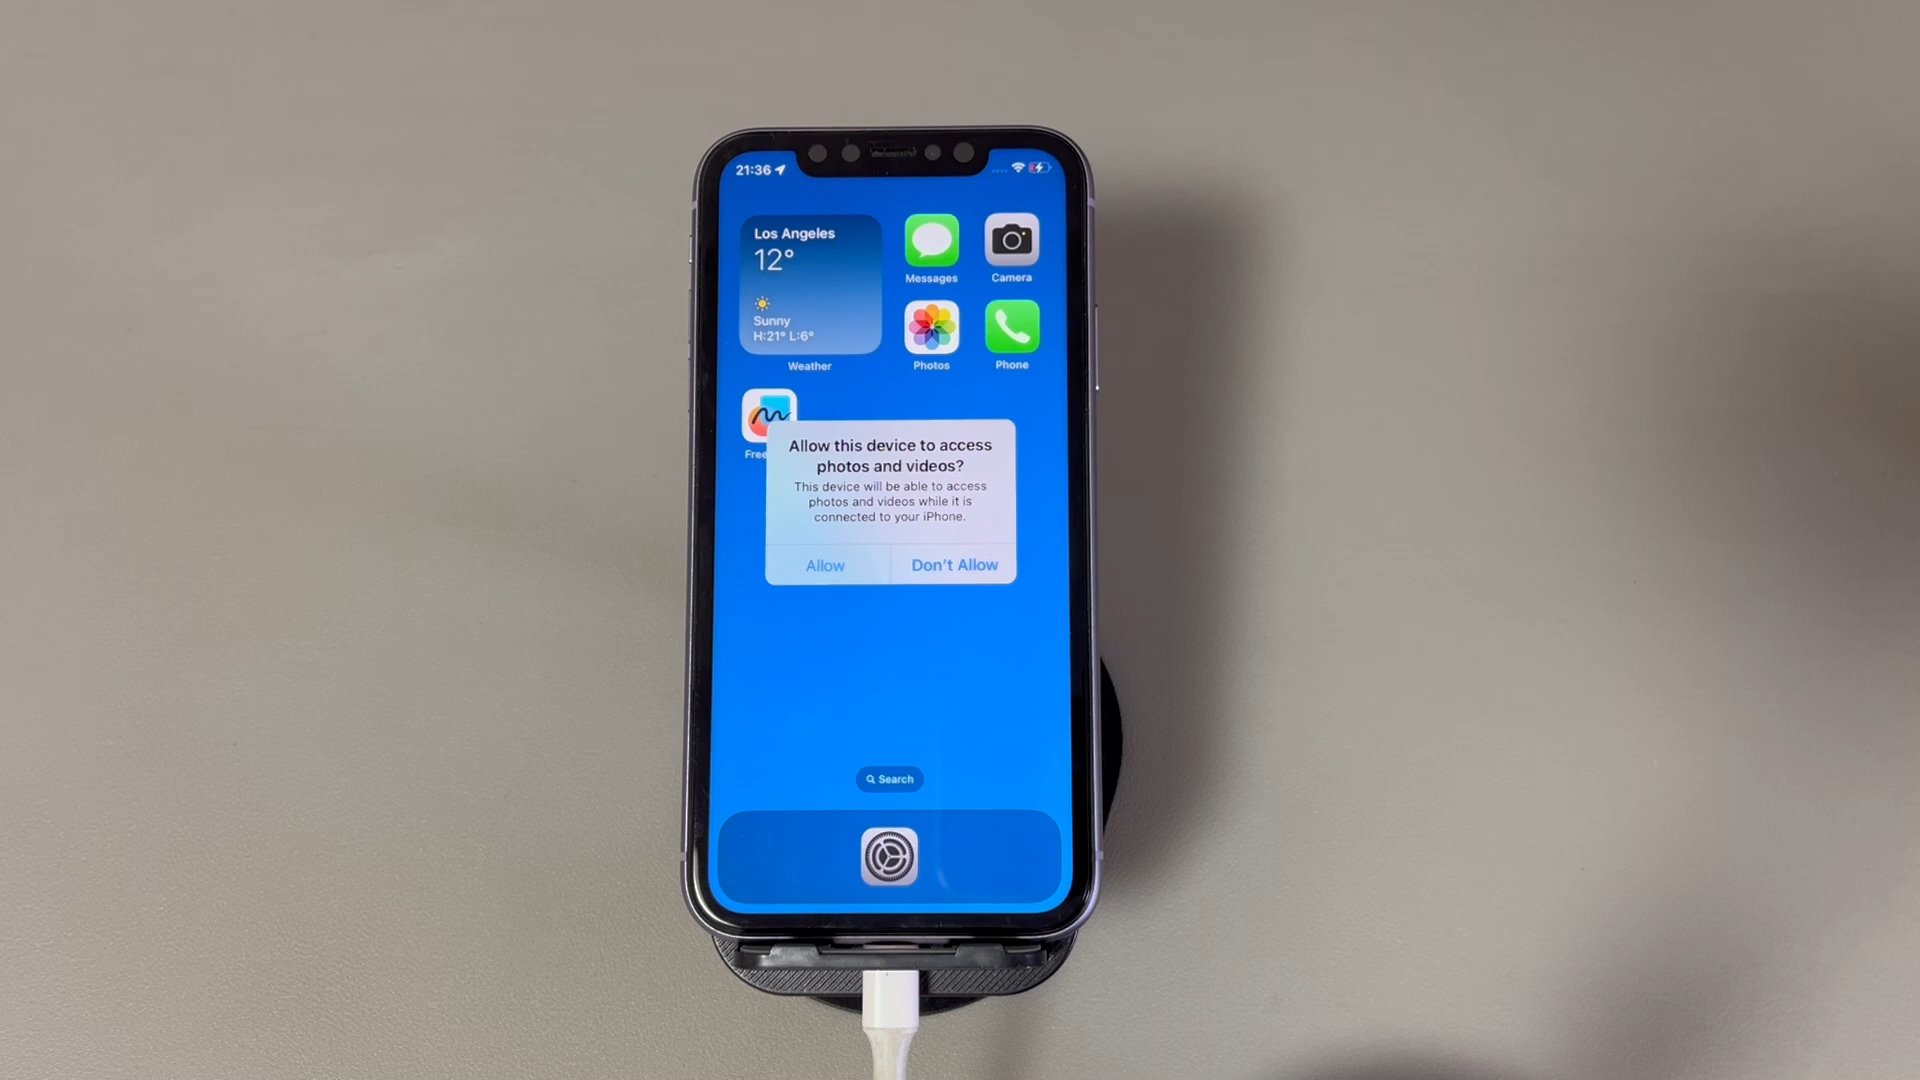 21:36
Los Angeles
12°
Sunny
H:21° L:6°
Weather
Messages
Camera
Photos
Phone
Free
Allow this device to access
photos and videos?
This device will be able to access
photos and videos while it is
connected to your iPhone.
Allow
Don't Allow
Search